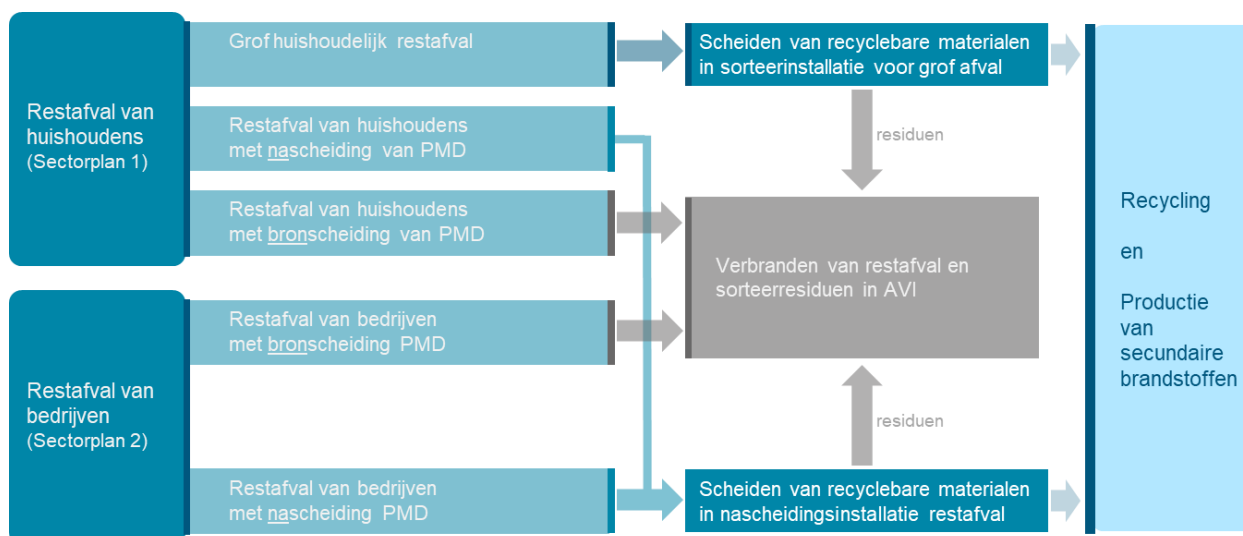 Restafval van
huishoudens
(Sectorplan 1)
Grof huishoudelijk restafval
Restafval van huishoudens
met nascheiding van PMD
Restafval van huishoudens
met bronscheiding van PMD
Restafval van
bedrijven
(Sectorplan 2)
Restafval van bedrijven
met bronscheiding PMD
Restafval van bedrijven
met nascheiding PMD
Scheiden van recyclebare materialen
in sorteerinstallatie voor grof afval
residuen
Verbranden van restafval en
sorteerresiduen in AVI
residuen
Scheiden van recyclebare materialen
in nascheidingsinstallatie restafval
Recycling
en
Productie
van
secundaire
brandstoffen